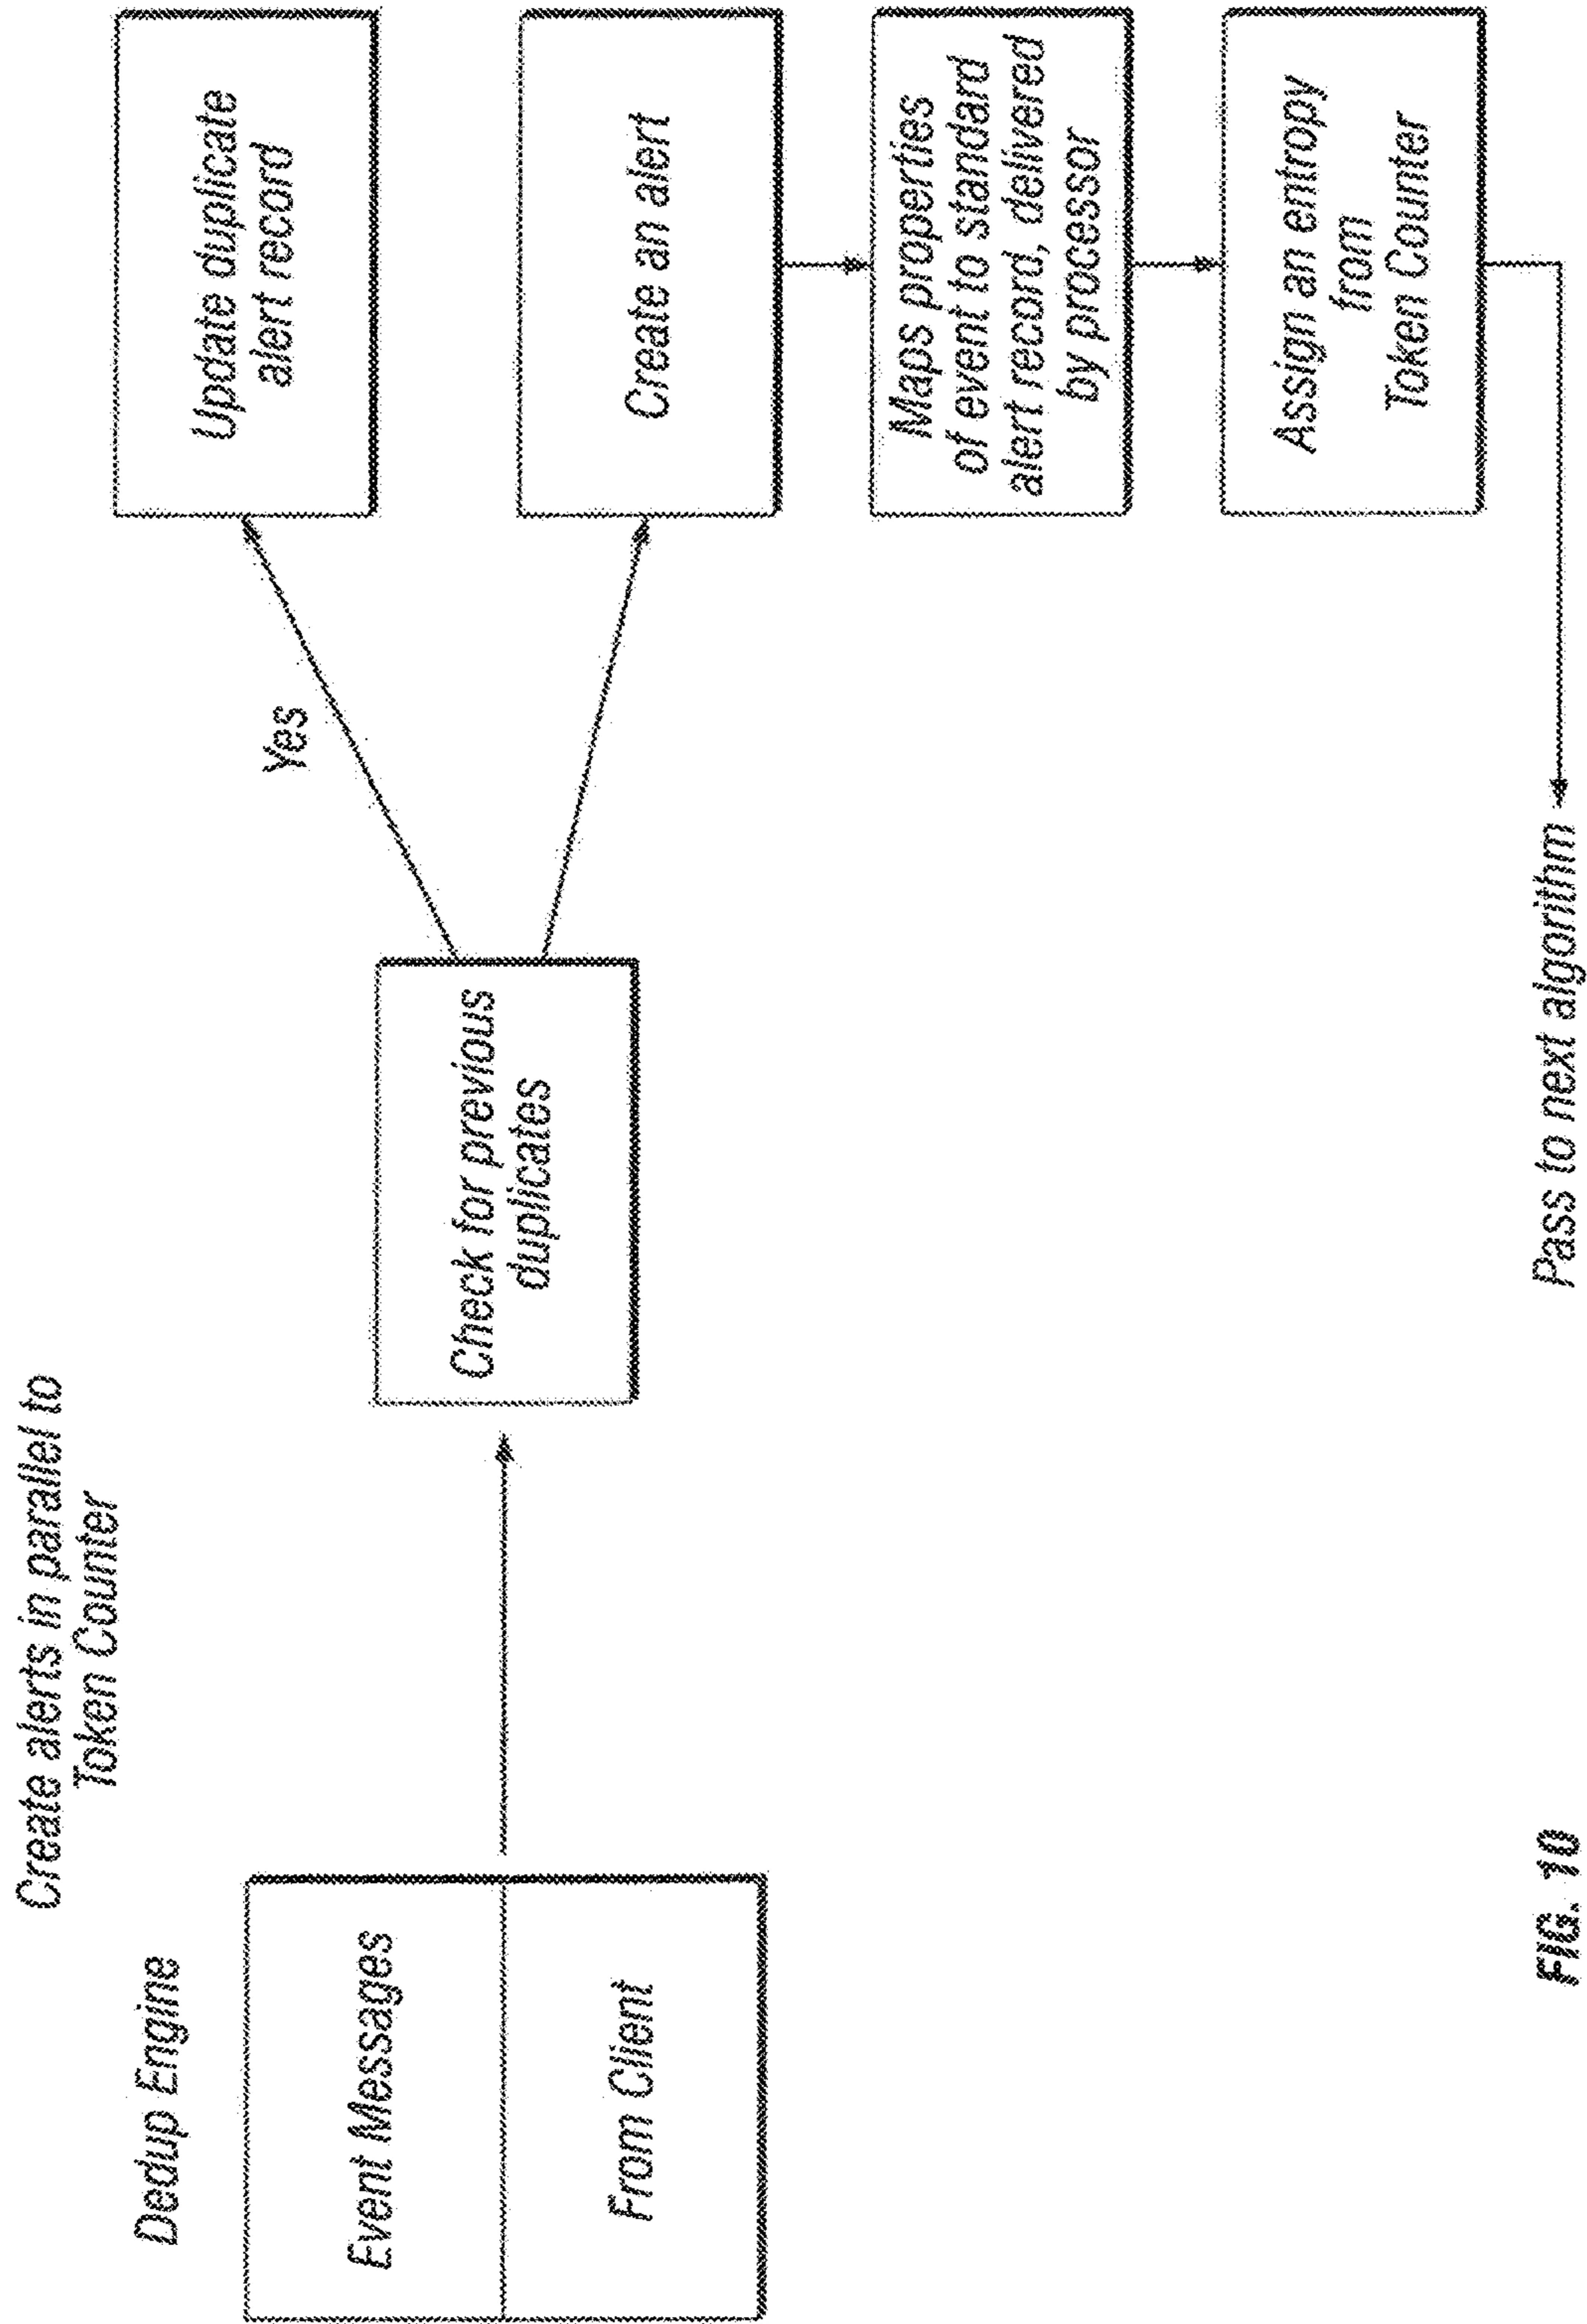 Create alerts in parallel to
Token Counter
Dedup Engine
Event Messages
From Client
Check for previous
duplicates
Yes
Update duplicate
alert record
Create an alert
Maps properties
of event to standard
alert record, delivered
by processor
Assign an entropy
from
Token Counter
Pass to next algorithm
FIG. 10